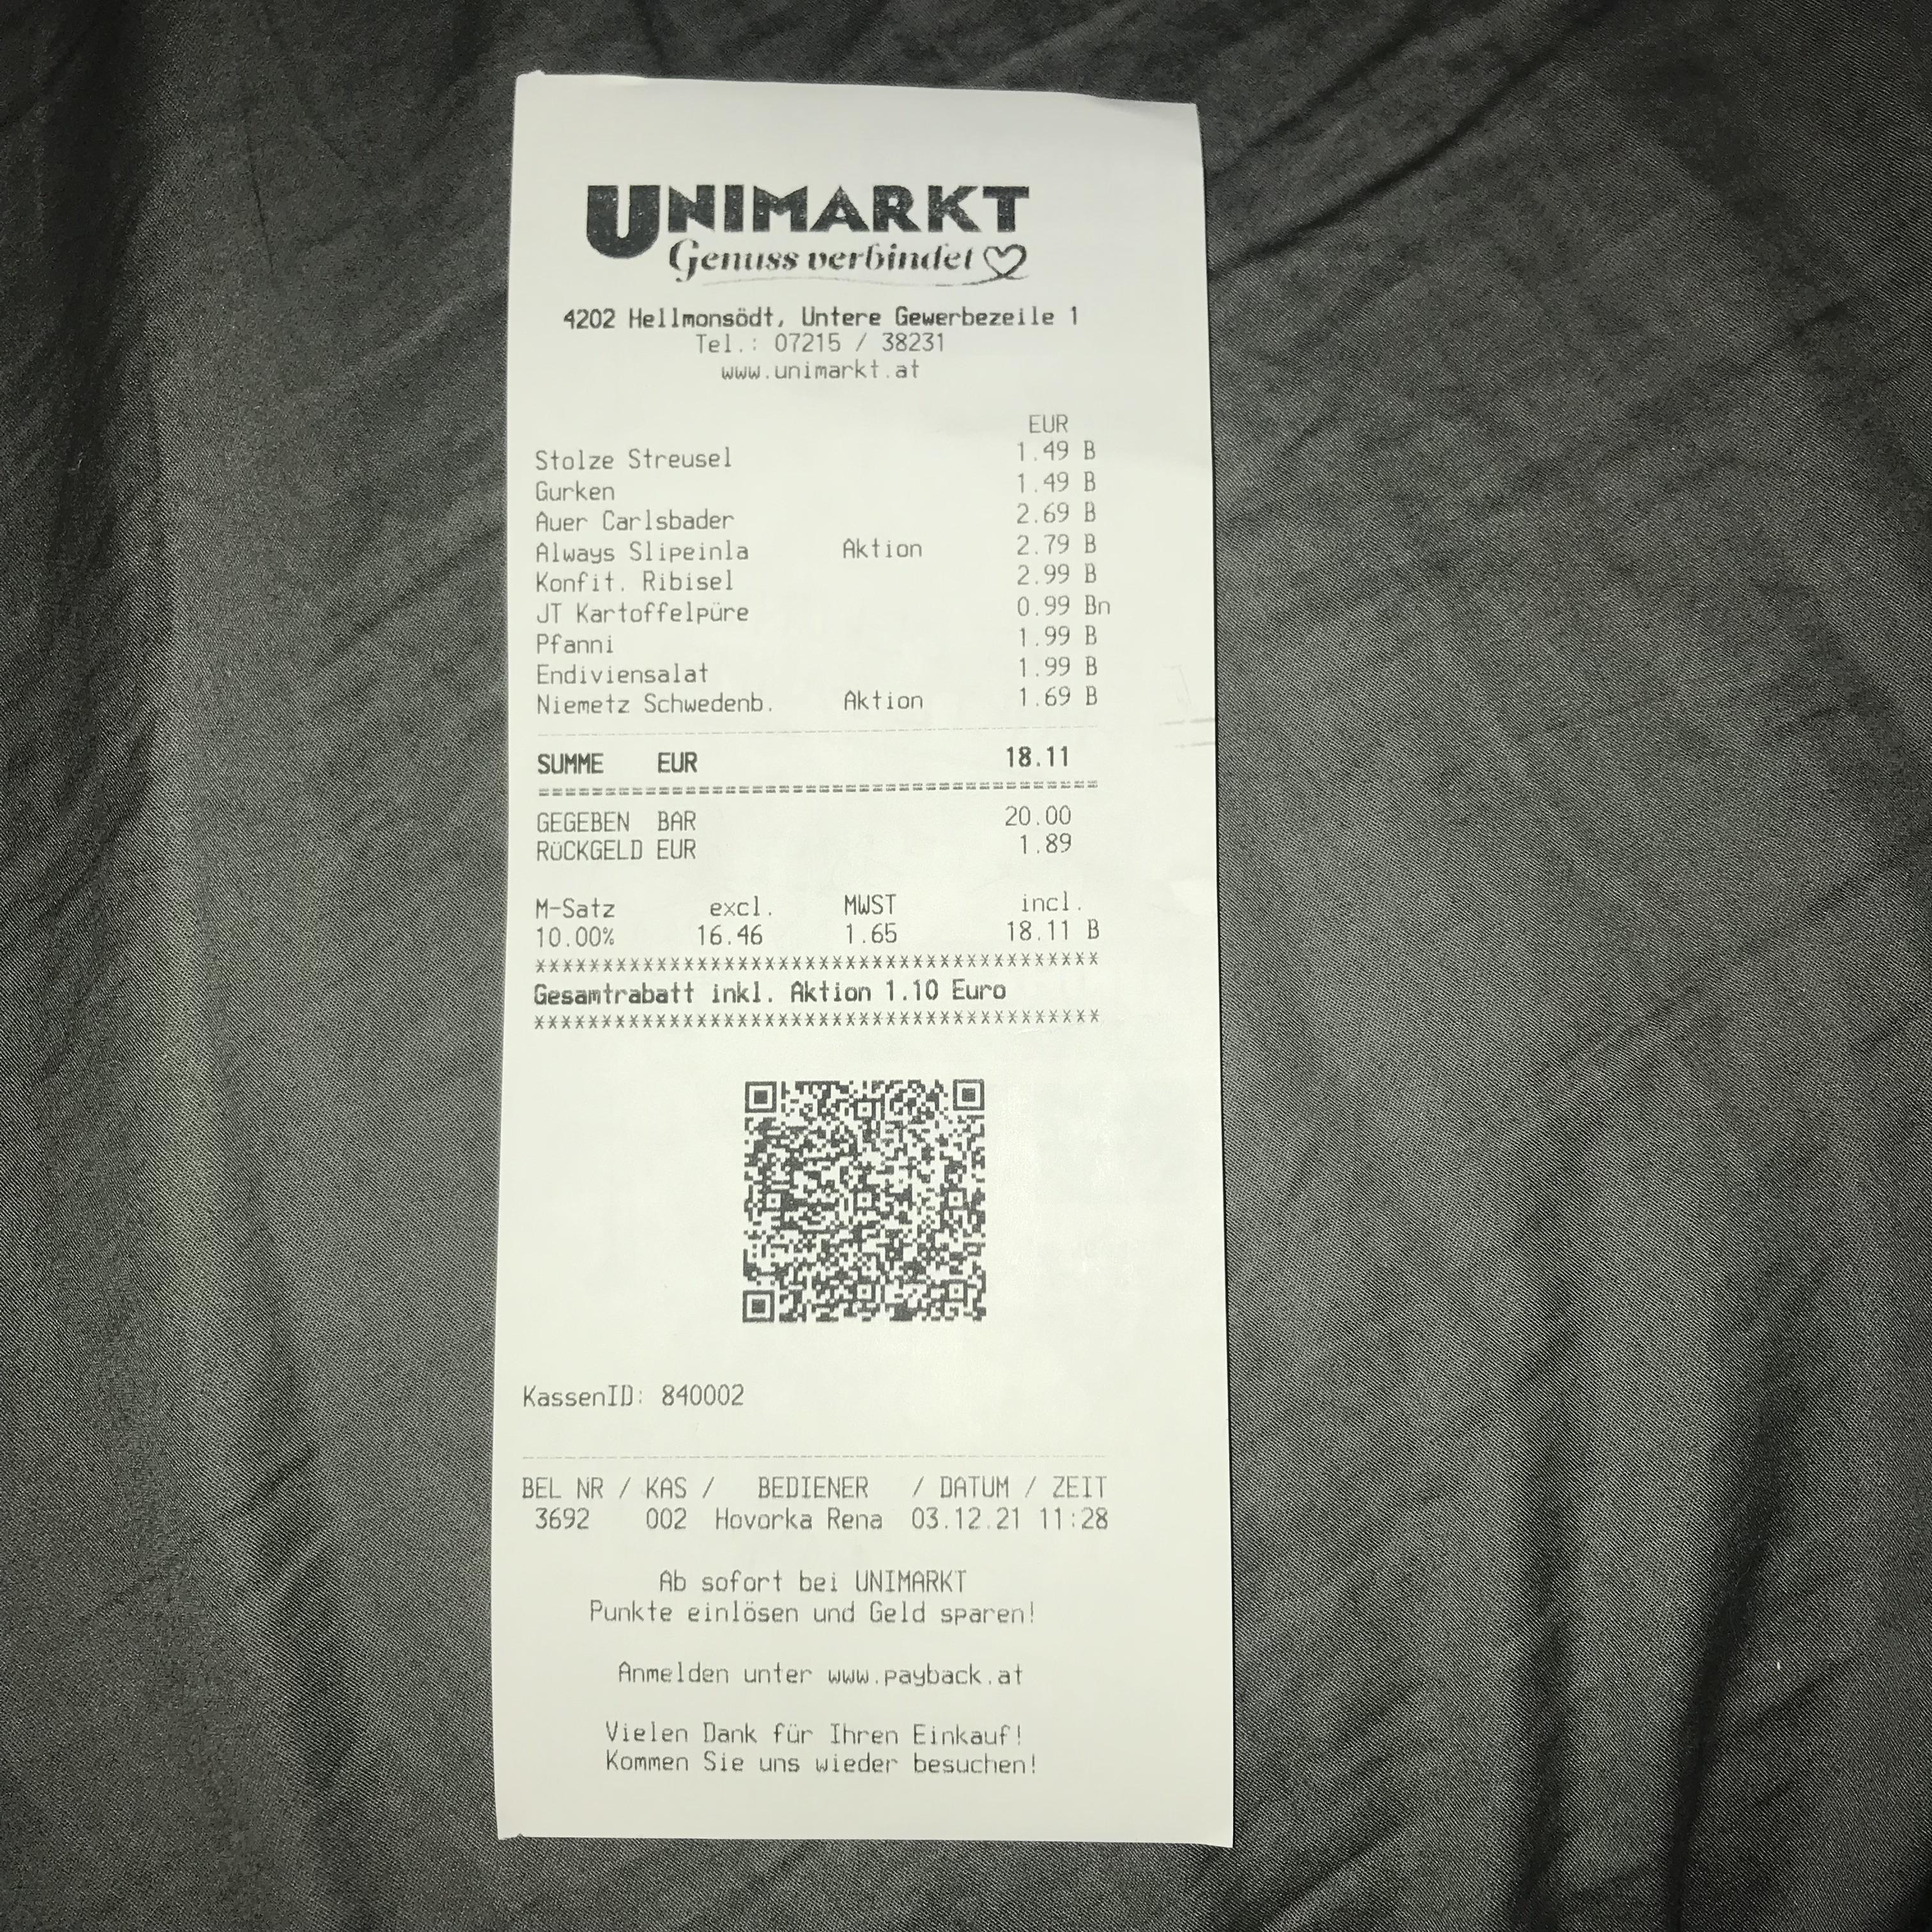 UNIMARKT
Genuss verbindet
4202 Hellmonsödt, Untere Gewerbezeile 1
Tel.: 07215 / 38231
www.unimarkt.at
EUR
Stolze Streusel 1.49 B
Gurken 1.49 B
Auer Carlsbader 2.69 B
Always Slipeinla Aktion 2.79 B
Konfit. Ribisel 2.99 B
JT Kartoffelpüre 0.99 Bn
Pfanni 1.99 B
Endiviensalat 1.99 B
Niemetz Schwedenb. Aktion 1.69 B
SUMME EUR 18.11
========================================
GEGEBEN BAR 20.00
RÜCKGELD EUR 1.89
M-Satz excl. MWST incl.
10.00% 16.46 1.65 18.11 B
******************************************
Gesamtrabatt inkl. Aktion 1.10 Euro
******************************************
KassenID: 840002
BEL NR / KAS / BEDIENER / DATUM / ZEIT
3692 002 Hovorka Rena 03.12.21 11:28
Ab sofort bei UNIMARKT
Punkte einlösen und Geld sparen!
Anmelden unter www.payback.at
Vielen Dank für Ihren Einkauf!
Kommen Sie uns wieder besuchen!